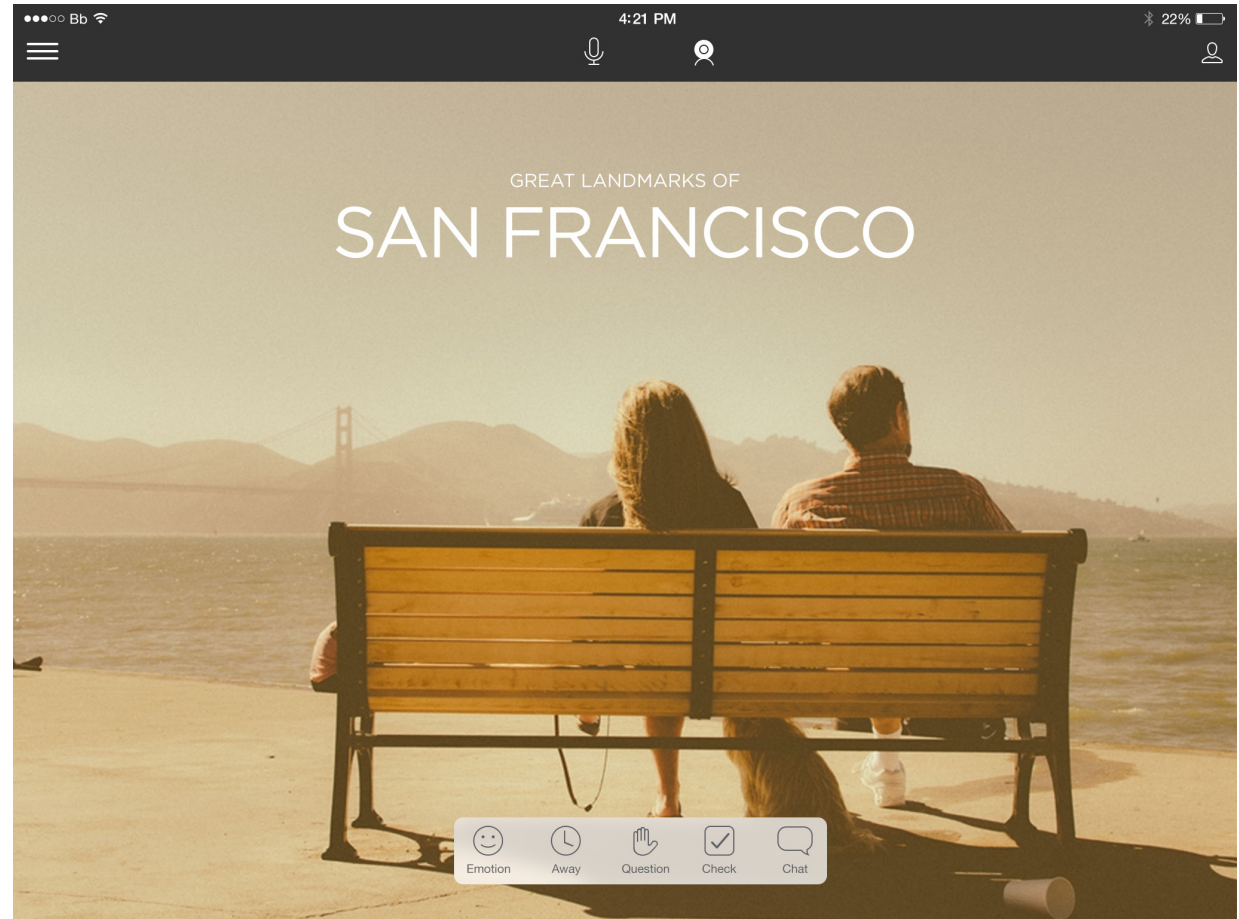 Bb 4:21 PM 22%
GREAT LANDMARKS OF
SAN FRANCISCO
Emotion Away Question Check Chat